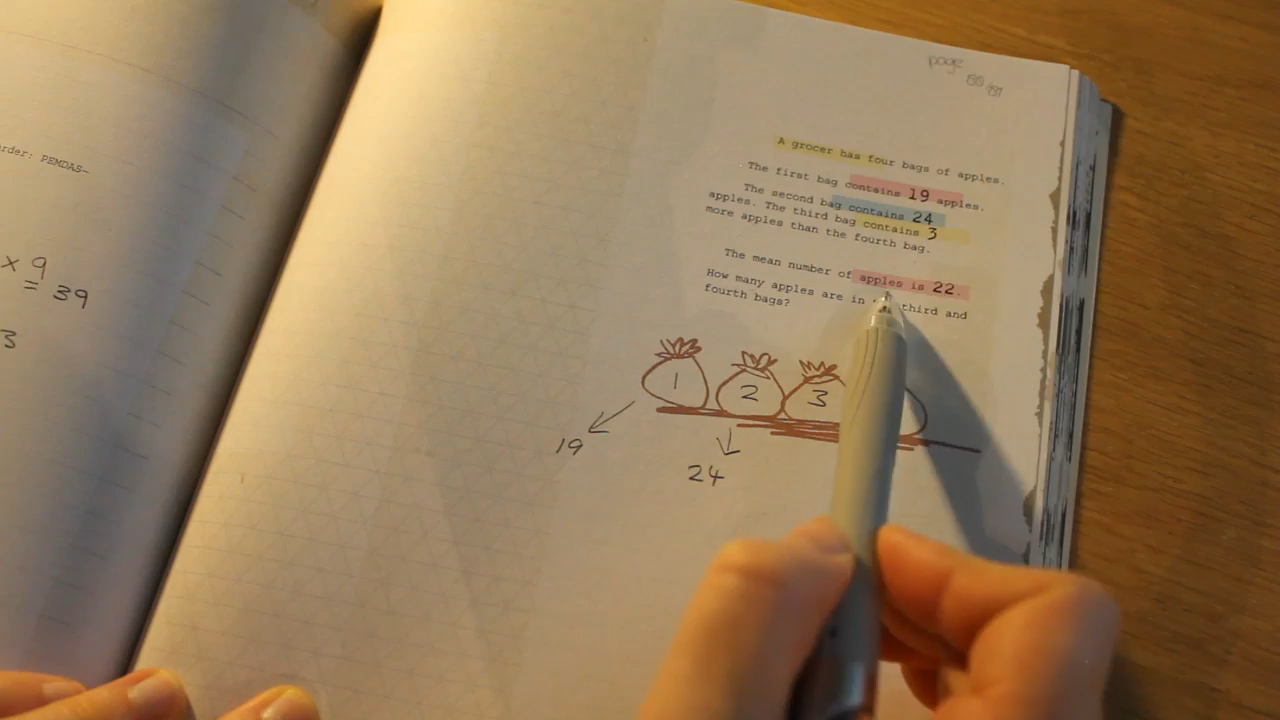 rder: PEMDAS-
x 9
= 39
3
page
A grocer has four bags of apples.
The first bag contains 19 apples.
The second bag contains 24
apples. The third bag contains 3
more apples than the fourth bag.
The mean number of apples is 22.
How many apples are in third and
fourth bags?
1 2 3
19
24